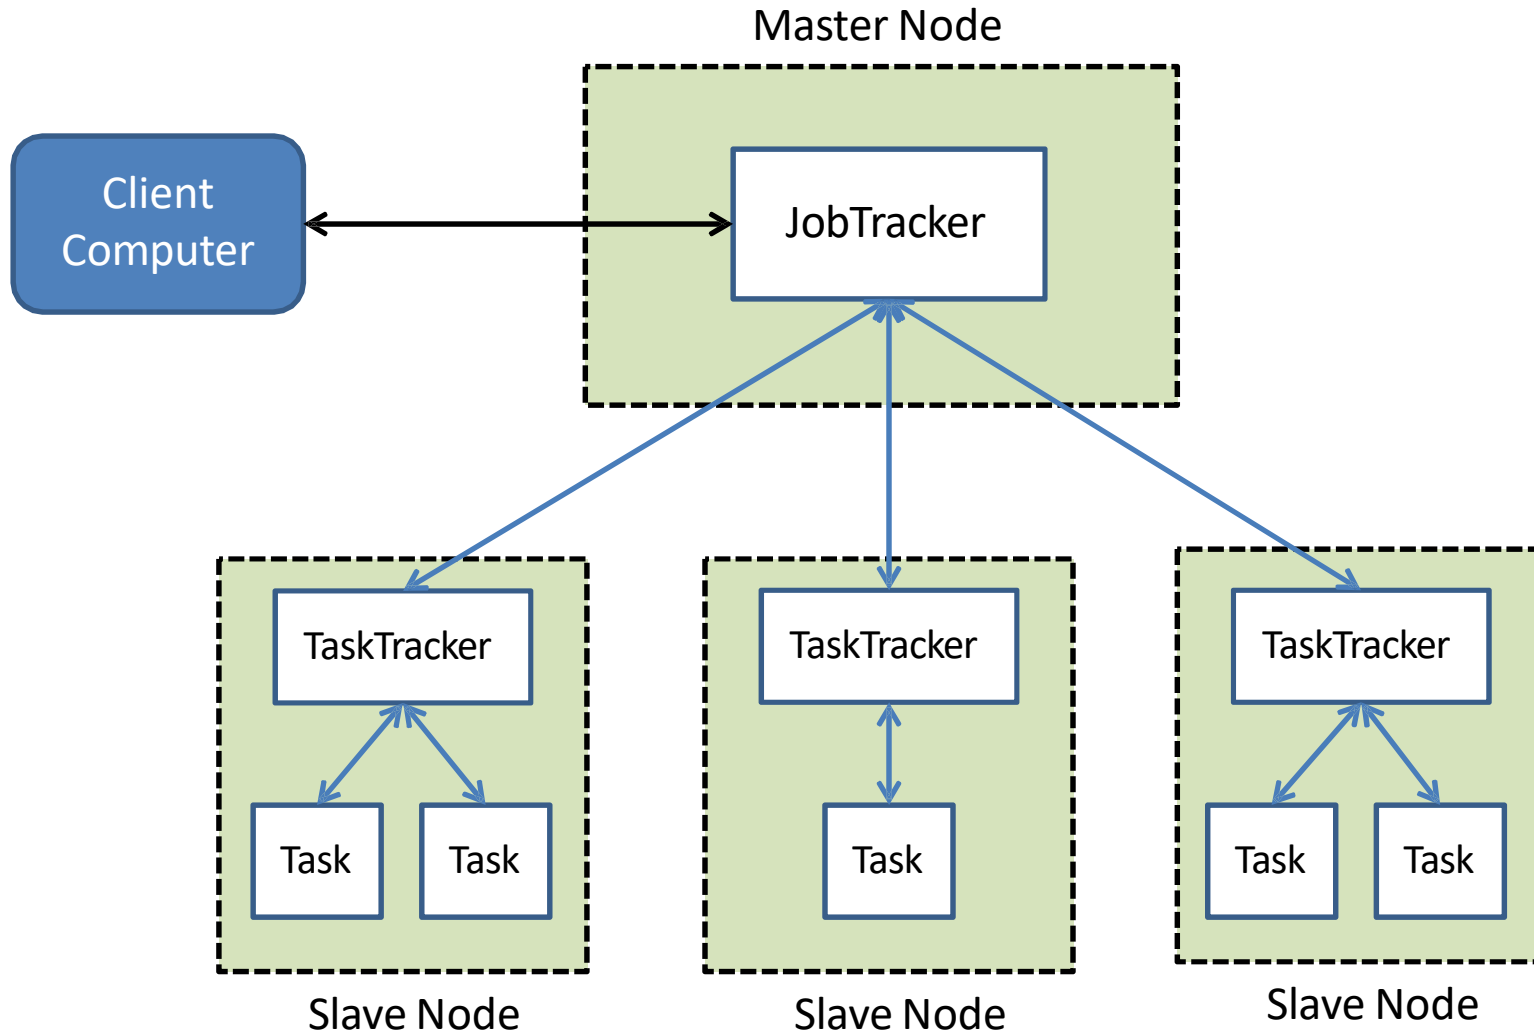 Master Node
Client
Computer
JobTracker
TaskTracker
TaskTracker
TaskTracker
Task
Task
Task
Task
Task
Slave Node
Slave Node
Slave Node